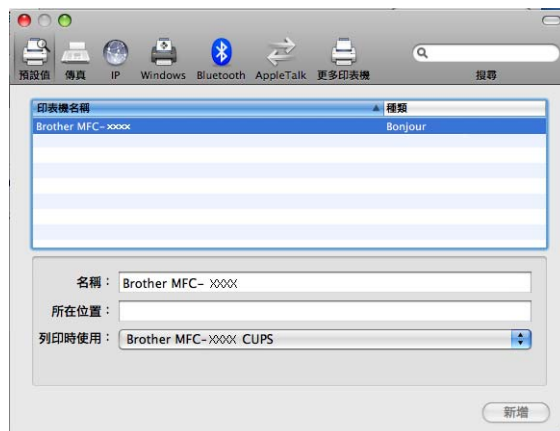 預設值 傳真 IP Windows Bluetooth AppleTalk 更多印表機 搜尋
印表機名稱 種類
Brother MFC-xxxx Bonjour
名稱： Brother MFC- XXXX
所在位置：
列印時使用： Brother MFC-XXXX CUPS
新增